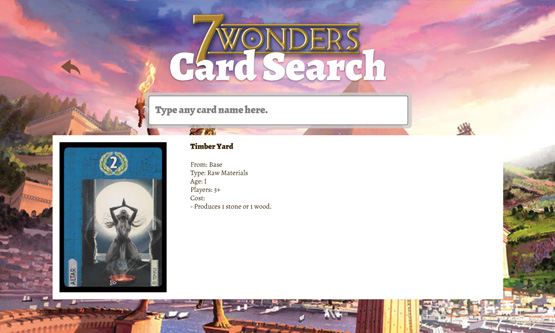 7 WONDERS
Card Search
Type any card name here.
Timber Yard
From: Base
Type: Raw Materials
Age: I
Players: 3+
Cost:
- Produces 1 stone or 1 wood.
2
ALTAR